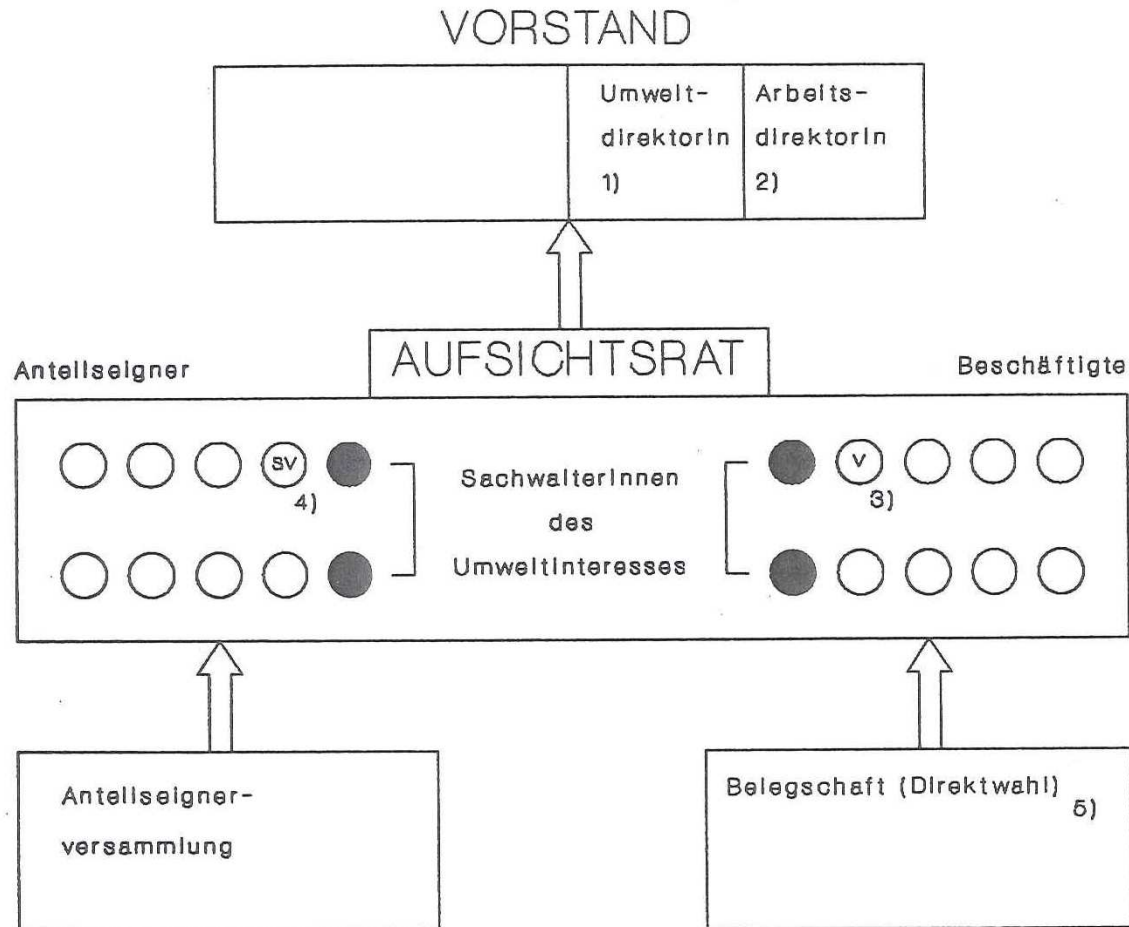 VORSTAND
Umwelt-
direktorIn
1)
Arbeits-
direktorIn
2)
AUFSICHTSRAT
Anteilseigner
Beschäftigte
SV
4)
SachwalterInnen
des
Umweltinteresses
V
3)
Anteilseigner-
versammlung
Belegschaft (Direktwahl)
5)